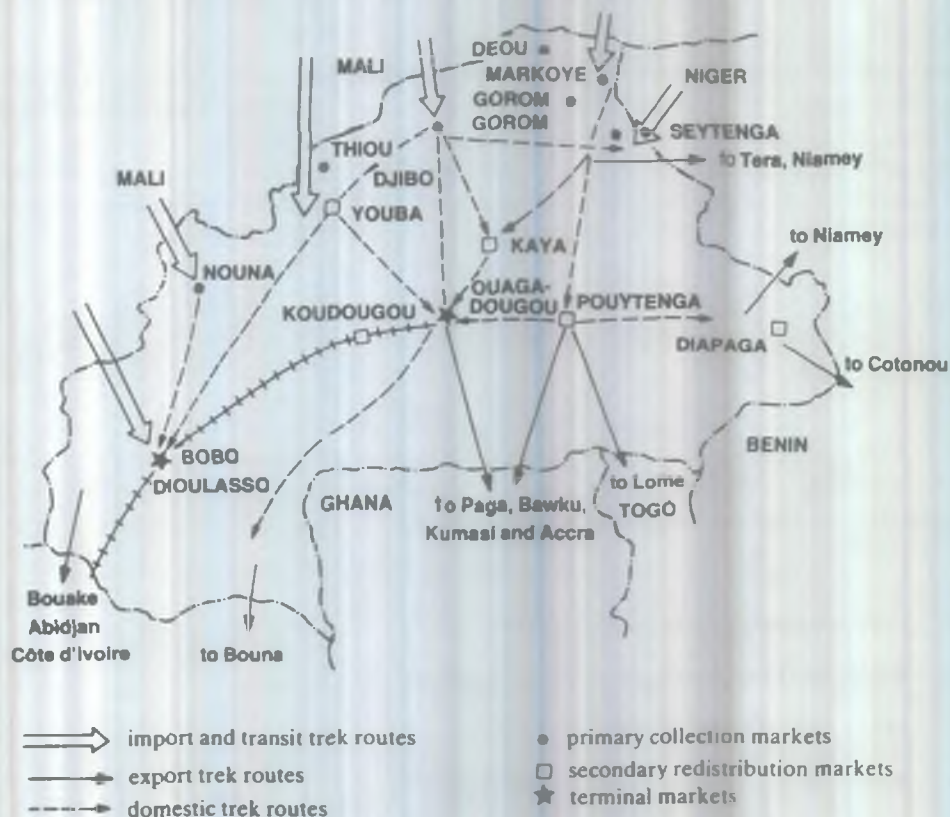 DEOU
MALI
MARKOYE
NIGER
GOROM
GOROM
SEYTENGA
THIOU
to Tera, Niamey
MALI
DJIBO
YOUBA
to Niamey
KAYA
NOUNA
OUAGA-
DOUGOU
POUYTENGA
KOUDOUGOU
DIAPAGA
to Cotonou
BENIN
BOBO
DIOULASSO
GHANA
to Paga, Bawku,
Kumasi and Accra
to Lome
TOGO
Bouake
Abidjan
Côte d'Ivoire
to Bouna
import and transit trek routes
export trek routes
domestic trek routes
primary collection markets
secondary redistribution markets
terminal markets